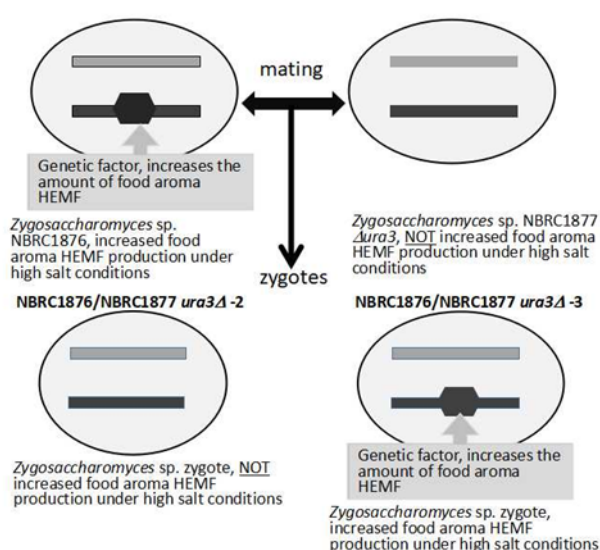 mating
Genetic factor, increases the
amount of food aroma
HEMF
Zygosaccharomyces sp.
NBRC1876, increased food
aroma HEMF production under
high salt conditions
Zygosaccharomyces sp. NBRC1877
Δura3, NOT increased food aroma
HEMF production under high salt
conditions
zygotes
NBRC1876/NBRC1877 ura3Δ -2
NBRC1876/NBRC1877 ura3Δ -3
Zygosaccharomyces sp. zygote, NOT
increased food aroma HEMF
production under high salt conditions
Genetic factor, increases the
amount of food aroma
HEMF
Zygosaccharomyces sp. zygote,
increased food aroma HEMF
production under high salt conditions